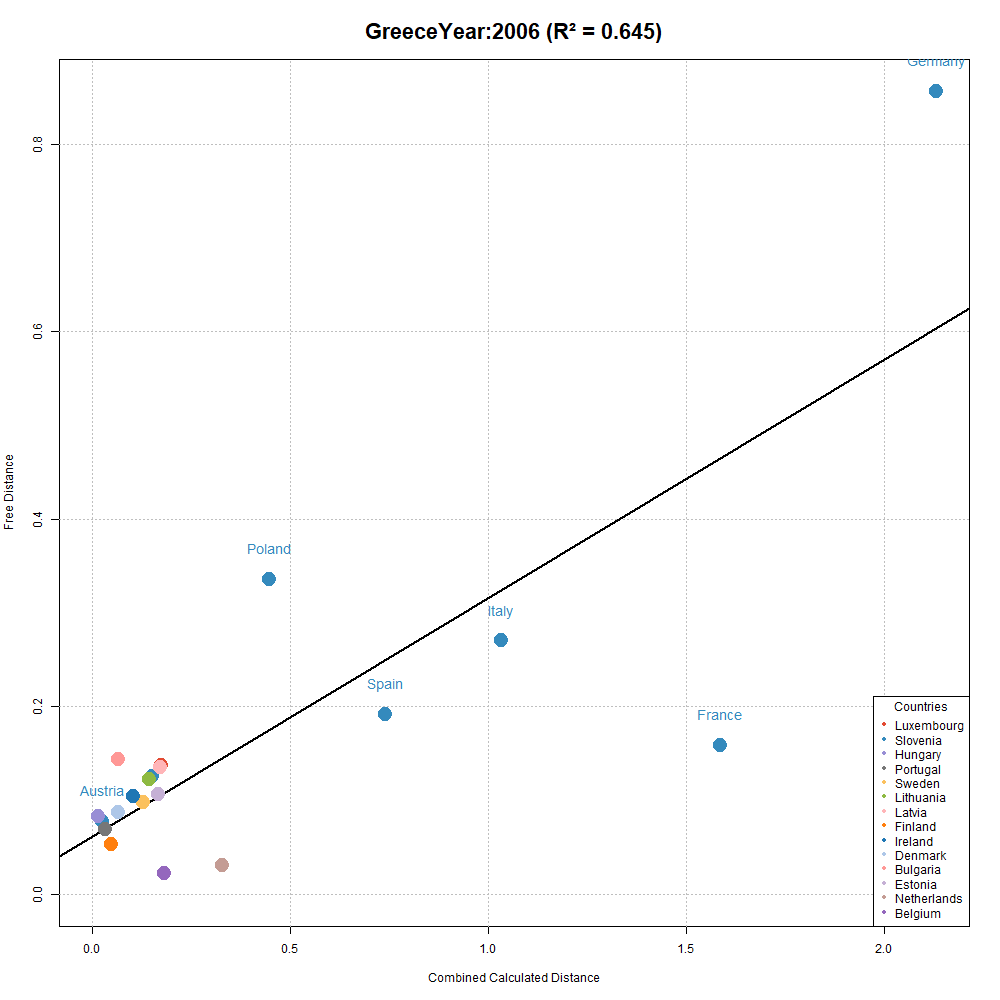 GreeceYear:2006 (R² = 0.645)
Germany
Poland
Italy
Spain
France
Austria
Free Distance
0.0
0.2
0.4
0.6
0.8
0.0
0.5
1.0
1.5
2.0
Combined Calculated Distance
Countries
Luxembourg
Slovenia
Hungary
Portugal
Sweden
Lithuania
Latvia
Finland
Ireland
Denmark
Bulgaria
Estonia
Netherlands
Belgium